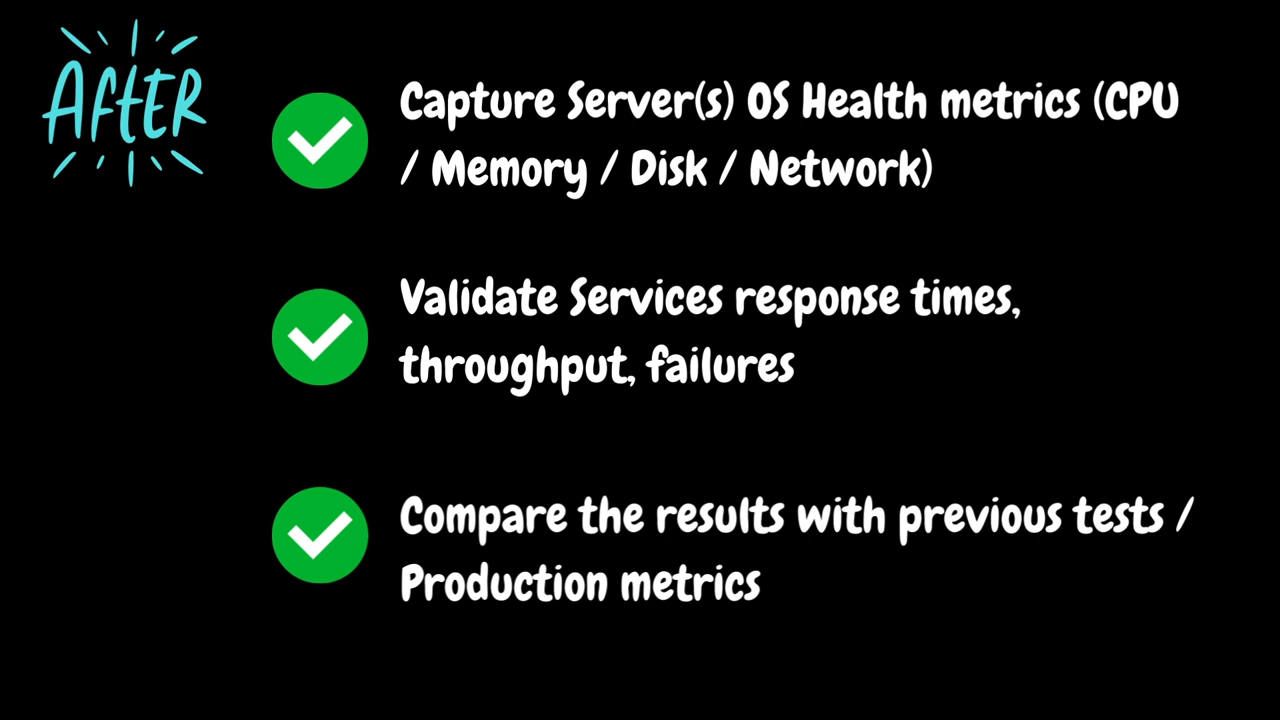 AfTER
Capture Server(s) OS Health metrics (CPU
/ Memory / Disk / Network)
Validate Services response times,
throughput, failures
Compare the results with previous tests /
Production metrics